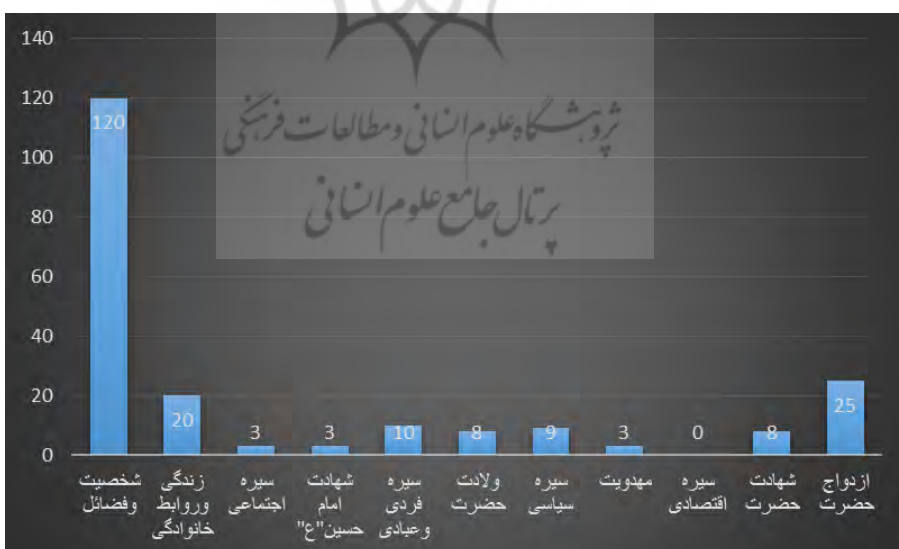 140
120
100
80
60
40
20
0
پژوهشگاه علوم انسانی و مطالعات فرهنگی
پرتال جامع علوم انسانی
120
20
3
3
10
8
9
3
0
8
25
شخصیت
وفضائل
زندگی
وروابط
خانوادگی
سیره
اجتماعی
شهادت
امام
حسین"ع"
سیره
فردی
وعبادی
ولادت
حضرت
سیره
سیاسی
مهدویت
سیره
اقتصادی
شهادت
حضرت
ازدواج
حضرت